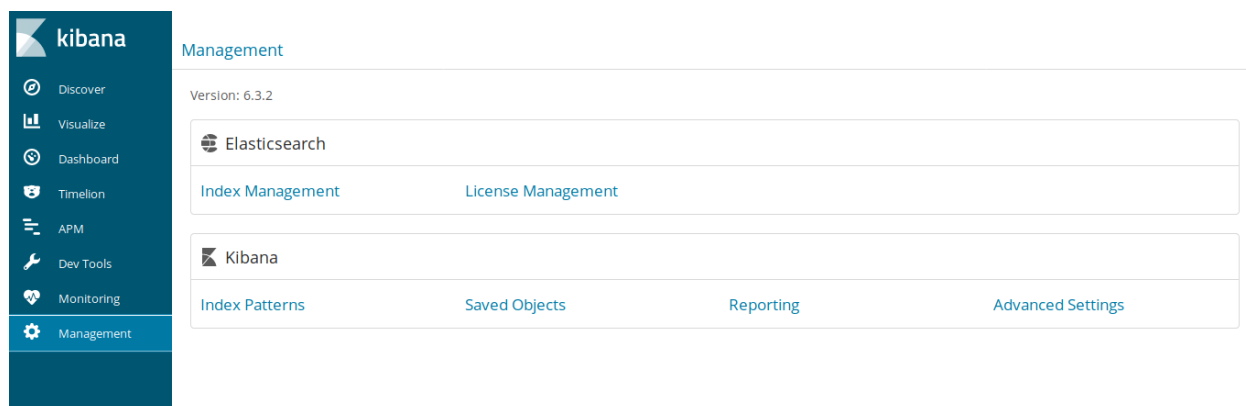 kibana
Discover
Visualize
Dashboard
Timelion
APM
Dev Tools
Monitoring
Management
Management
Version: 6.3.2
Elasticsearch
Index Management License Management
Kibana
Index Patterns Saved Objects Reporting Advanced Settings